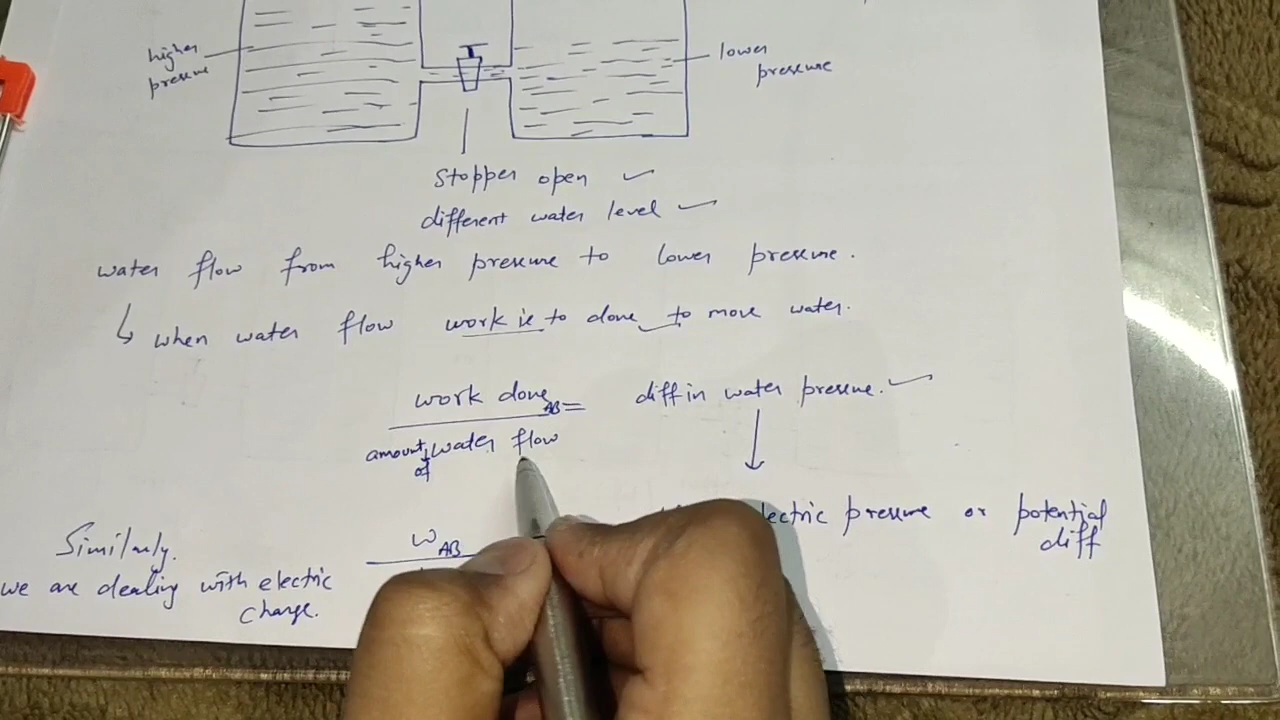 higher
pressure
lower
pressure
Stopper open
different water level
water flow from higher pressure to lower pressure.
when water flow work is to done to move water.
work done AB = diff in water pressure.
amount of water flow
Similarly.
we are dealing with electric
charge.
W AB
lectric pressure or potential
diff